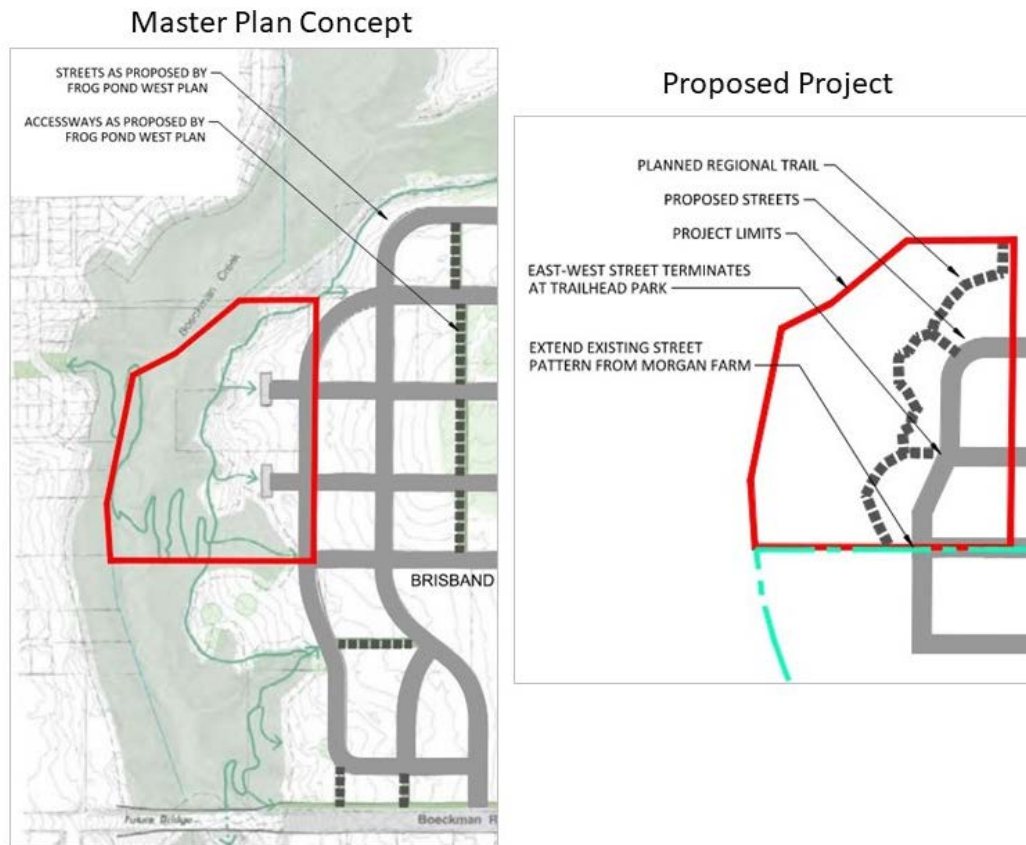 Master Plan Concept
STREETS AS PROPOSED BY
FROG POND WEST PLAN
ACCESSWAYS AS PROPOSED BY
FROG POND WEST PLAN
Boeckman Creek
BRISBAND
Future Bridge
Boeckman R
Proposed Project
PLANNED REGIONAL TRAIL
PROPOSED STREETS
PROJECT LIMITS
EAST-WEST STREET TERMINATES
AT TRAILHEAD PARK
EXTEND EXISTING STREET
PATTERN FROM MORGAN FARM